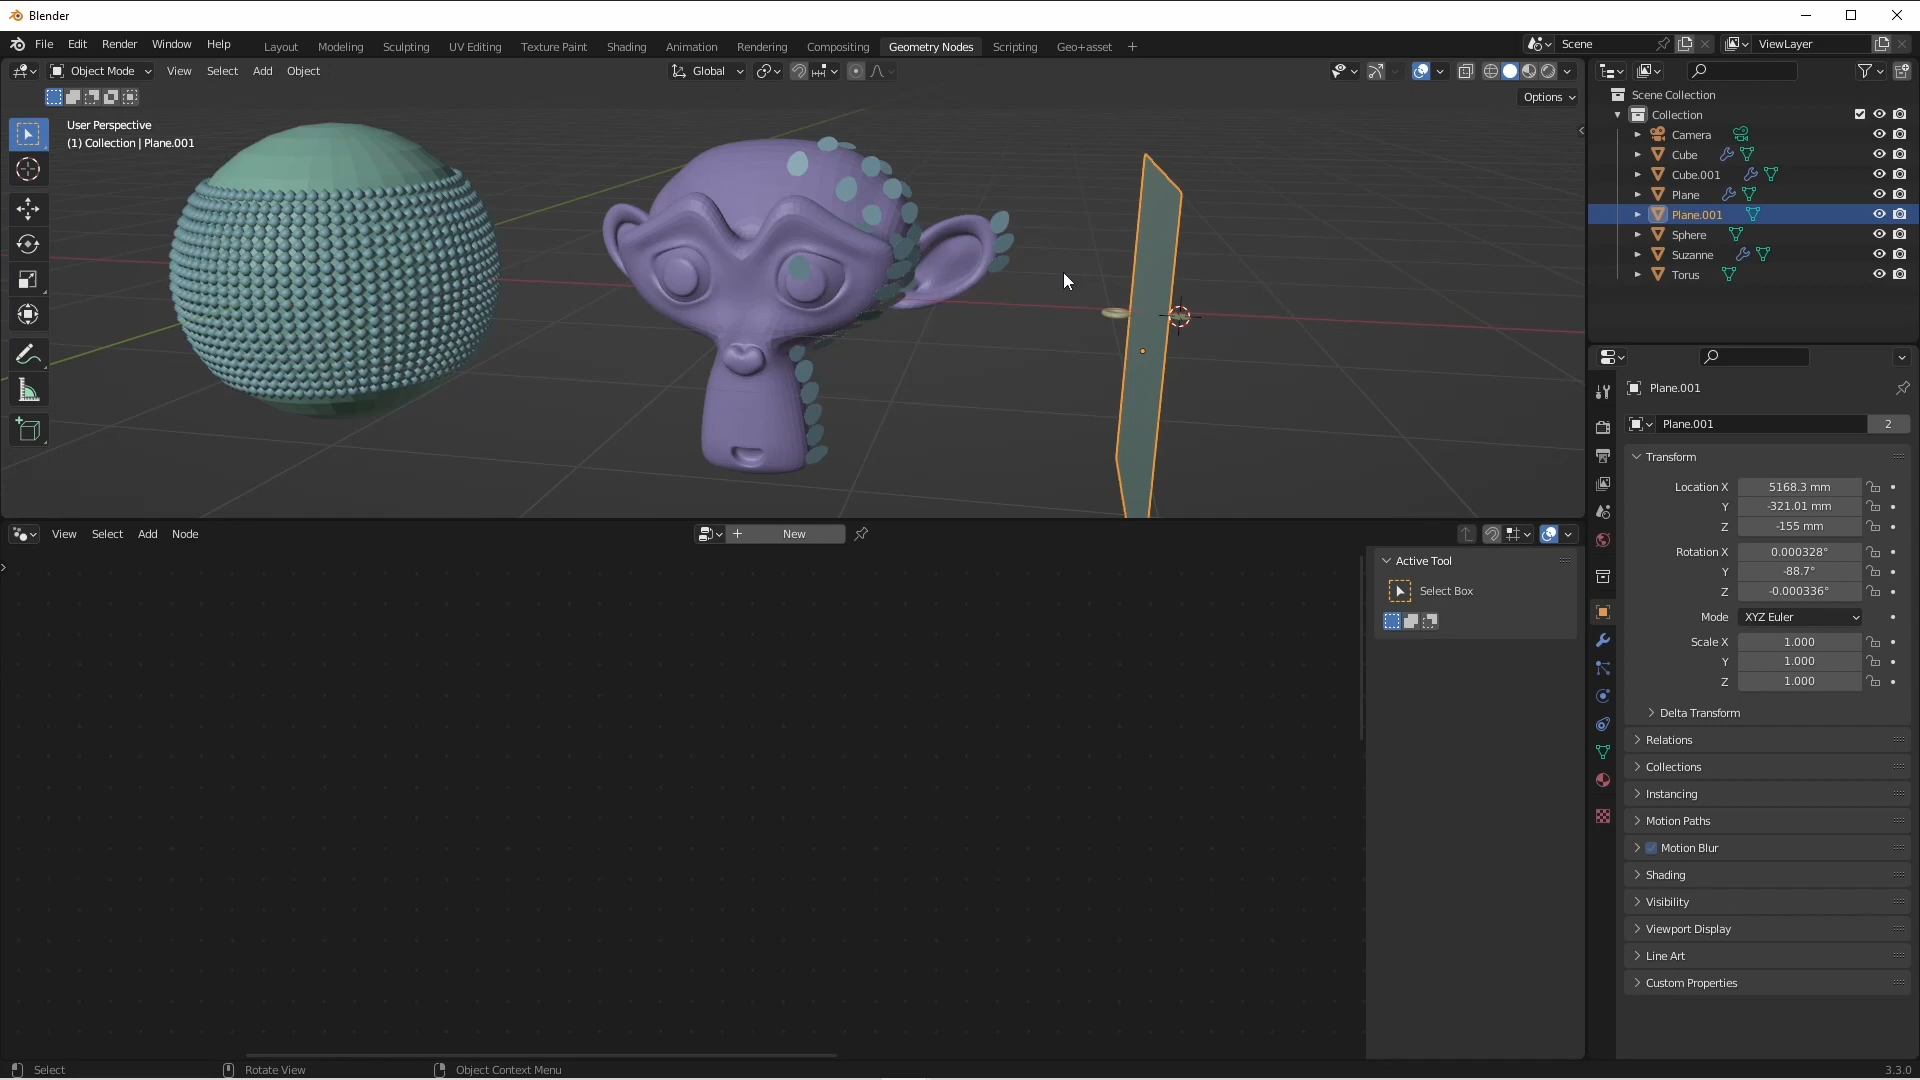 Blender
File Edit Render Window Help
Layout Modeling Sculpting UV Editing Texture Paint Shading Animation Rendering Compositing Geometry Nodes Scripting Geo+asset +
Scene
ViewLayer
Object Mode View Select Add Object
Global
Options
User Perspective
(1) Collection | Plane.001
Scene Collection
Collection
Camera
Cube
Cube.001
Plane
Plane.001
Sphere
Suzanne
Torus
Plane.001
Plane.001 2
Transform
Location X 5168.3 mm
Y -321.01 mm
Z -155 mm
Rotation X 0.000328°
Y -88.7°
Z -0.000336°
Mode XYZ Euler
Scale X 1.000
Y 1.000
Z 1.000
Delta Transform
Relations
Collections
Instancing
Motion Paths
Motion Blur
Shading
Visibility
Viewport Display
Line Art
Custom Properties
View Select Add Node
+ New
Active Tool
Select Box
Select
Rotate View
Object Context Menu
3.3.0